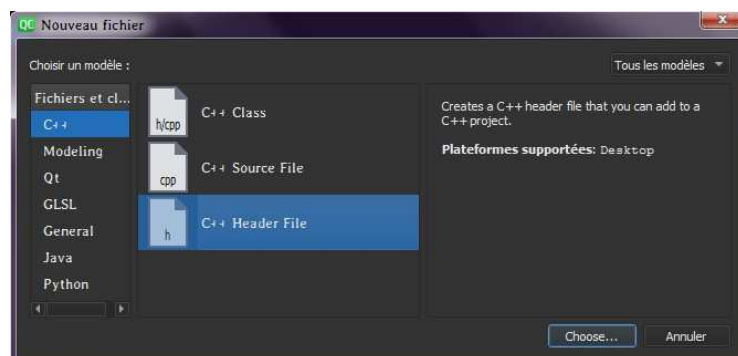 QC Nouveau fichier
Choisir un modèle :
Tous les modèles
Fichiers et cl...
C++
Modeling
Qt
GLSL
General
Java
Python
h/cpp
C++ Class
cpp
C++ Source File
h
C++ Header File
Creates a C++ header file that you can add to a
C++ project.
Plateformes supportées: Desktop
Choose...
Annuler